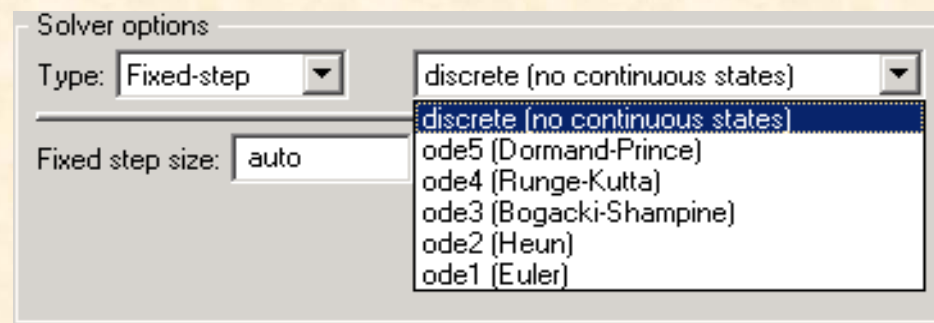 Solver options
Type: Fixed-step discrete (no continuous states)
discrete (no continuous states)
Fixed step size: auto
ode5 (Dormand-Prince)
ode4 (Runge-Kutta)
ode3 (Bogacki-Shampine)
ode2 (Heun)
ode1 (Euler)